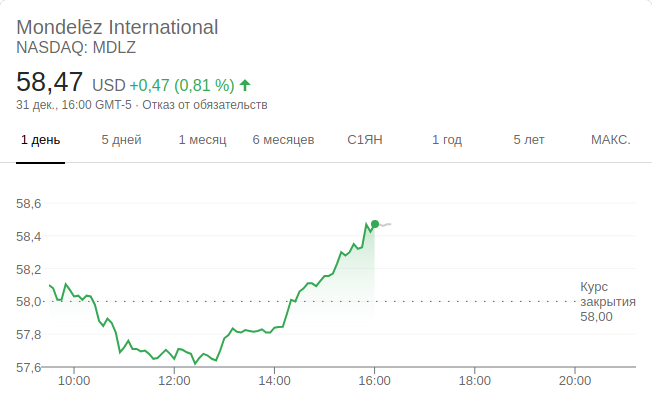 Mondelēz International
NASDAQ: MDLZ
58,47 USD +0,47 (0,81 %)
31 дек., 16:00 GMT-5 · Отказ от обязательств
1 день 5 дней 1 месяц 6 месяцев С1ЯН 1 год 5 лет МАКС.
58,6
58,4
58,2
58,0
57,8
57,6
Курс
закрытия
58,00
10:00 12:00 14:00 16:00 18:00 20:00